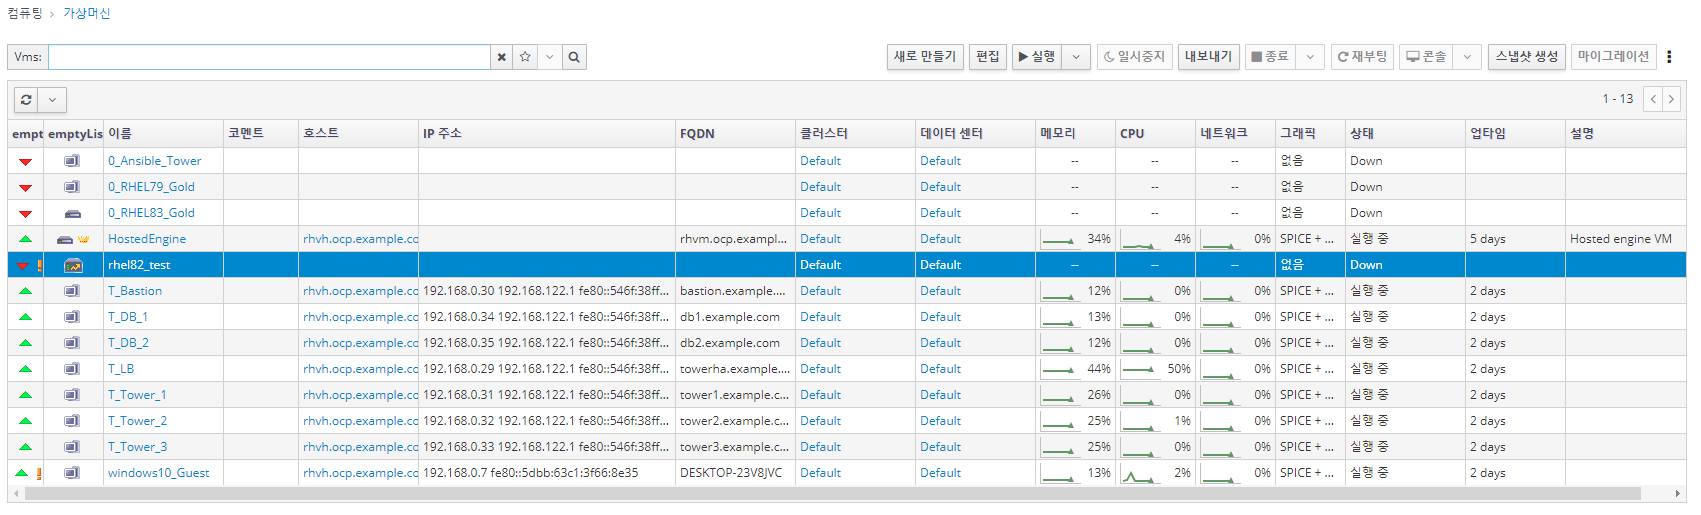 컴퓨팅 › 가상머신
Vms:
새로 만들기 편집 실행 일시중지 내보내기 종료 재부팅 콘솔 스냅샷 생성 마이그레이션
1 - 13
empt emptyLis 이름 코멘트 호스트 IP 주소 FQDN 클러스터 데이터 센터 메모리 CPU 네트워크 그래픽 상태 업타임 설명
0_Ansible_Tower Default Default -- -- -- 없음 Down
0_RHEL79_Gold Default Default -- -- -- 없음 Down
0_RHEL83_Gold Default Default -- -- -- 없음 Down
HostedEngine rhvh.ocp.example.co rhvm.ocp.exampl... Default Default 34% 4% 0% SPICE + ... 실행 중 5 days Hosted engine VM
rhel82_test Default Default -- -- -- 없음 Down
T_Bastion rhvh.ocp.example.co 192.168.0.30 192.168.122.1 fe80::546f:38ff... bastion.example.... Default Default 12% 0% 0% SPICE + ... 실행 중 2 days
T_DB_1 rhvh.ocp.example.co 192.168.0.34 192.168.122.1 fe80::546f:38ff... db1.example.com Default Default 13% 0% 0% SPICE + ... 실행 중 2 days
T_DB_2 rhvh.ocp.example.co 192.168.0.35 192.168.122.1 fe80::546f:38ff... db2.example.com Default Default 12% 0% 0% SPICE + ... 실행 중 2 days
T_LB rhvh.ocp.example.co 192.168.0.29 192.168.122.1 fe80::546f:38ff... towerha.example.... Default Default 44% 50% 0% SPICE + ... 실행 중 2 days
T_Tower_1 rhvh.ocp.example.co 192.168.0.31 192.168.122.1 fe80::546f:38ff... tower1.example.c... Default Default 26% 0% 0% SPICE + ... 실행 중 2 days
T_Tower_2 rhvh.ocp.example.co 192.168.0.32 192.168.122.1 fe80::546f:38ff... tower2.example.c... Default Default 25% 1% 0% SPICE + ... 실행 중 2 days
T_Tower_3 rhvh.ocp.example.co 192.168.0.33 192.168.122.1 fe80::546f:38ff... tower3.example.c... Default Default 25% 0% 0% SPICE + ... 실행 중 2 days
windows10_Guest rhvh.ocp.example.co 192.168.0.7 fe80::5dbb:63c1:3f66:8e35 DESKTOP-23V8JVC Default Default 13% 2% 0% SPICE + ... 실행 중 2 days